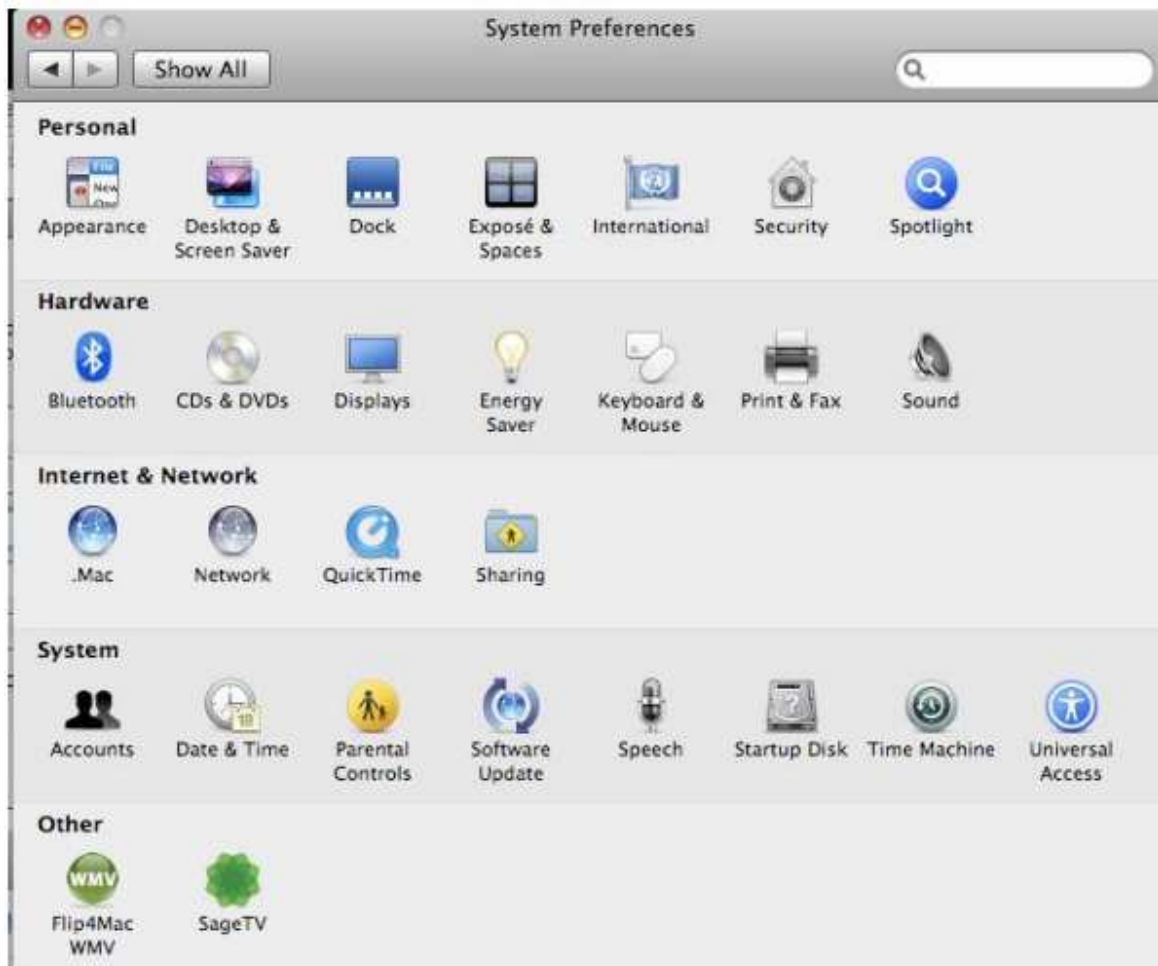 System Preferences
Show All
Personal
Appearance
Desktop &
Screen Saver
Dock
Exposé &
Spaces
International
Security
Spotlight
Hardware
Bluetooth
CDs & DVDs
Displays
Energy
Saver
Keyboard &
Mouse
Print & Fax
Sound
Internet & Network
.Mac
Network
QuickTime
Sharing
System
Accounts
Date & Time
Parental
Controls
Software
Update
Speech
Startup Disk
Time Machine
Universal
Access
Other
WMV
Flip4Mac
WMV
SageTV